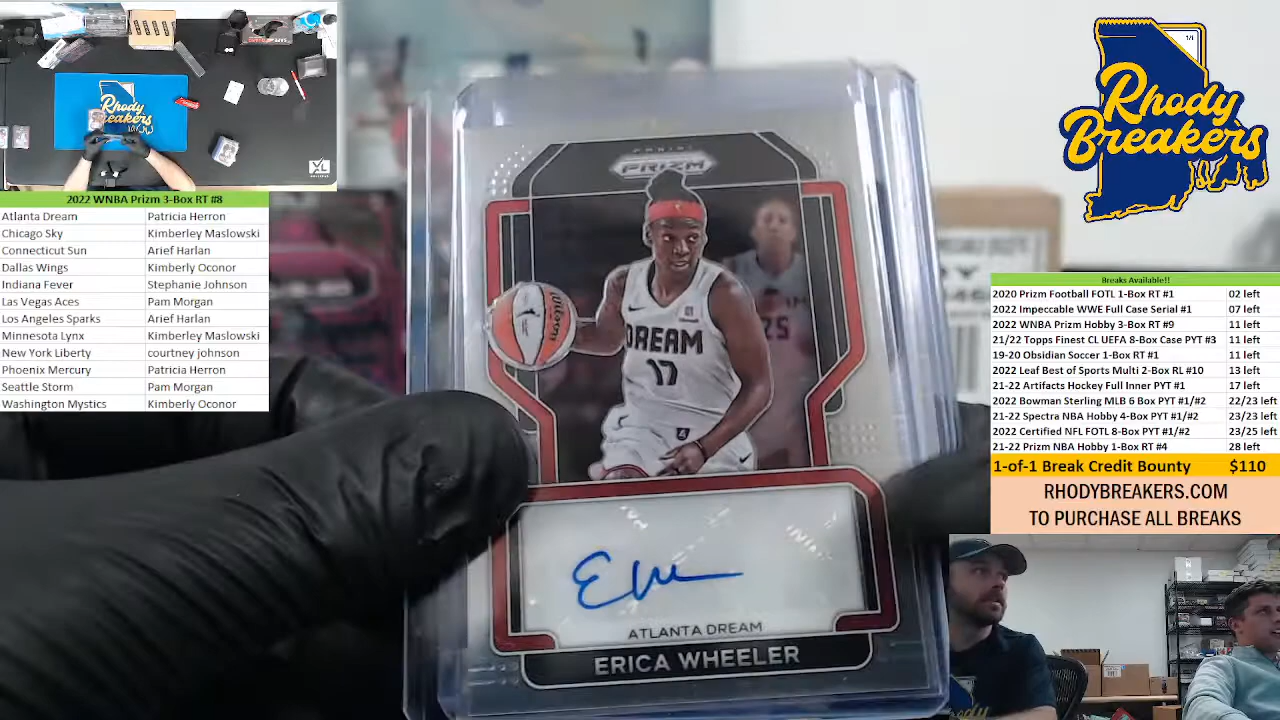 Rhody
Breakers
2022 WNBA Prizm 3-Box RT #8
Atlanta Dream Patricia Herron
Chicago Sky Kimberley Maslowski
Connecticut Sun Arief Harlan
Dallas Wings Kimberly Oconor
Indiana Fever Stephanie Johnson
Las Vegas Aces Pam Morgan
Los Angeles Sparks Arief Harlan
Minnesota Lynx Kimberley Maslowski
New York Liberty courtney johnson
Phoenix Mercury Patricia Herron
Seattle Storm Pam Morgan
Washington Mystics Kimberly Oconor
PANINI
PRIZM
Wilson
DREAM
17
25
ATLANTA DREAM
ERICA WHEELER
1/1
Rhody
Breakers
Breaks Available!!
2020 Prizm Football FOTL 1-Box RT #1 02 left
2022 Impeccable WWE Full Case Serial #1 07 left
2022 WNBA Prizm Hobby 3-Box RT #9 11 left
21/22 Topps Finest CL UEFA 8-Box Case PYT #3 11 left
19-20 Obsidian Soccer 1-Box RT #1 11 left
2022 Leaf Best of Sports Multi 2-Box RL #10 13 left
21-22 Artifacts Hockey Full Inner PYT #1 17 left
2022 Bowman Sterling MLB 6 Box PYT #1/#2 22/23 left
21-22 Spectra NBA Hobby 4-Box PYT #1/#2 23/23 left
2022 Certified NFL FOTL 8-Box PYT #1/#2 23/25 left
21-22 Prizm NBA Hobby 1-Box RT #4 28 left
1-of-1 Break Credit Bounty $110
RHODYBREAKERS.COM
TO PURCHASE ALL BREAKS
Rhody